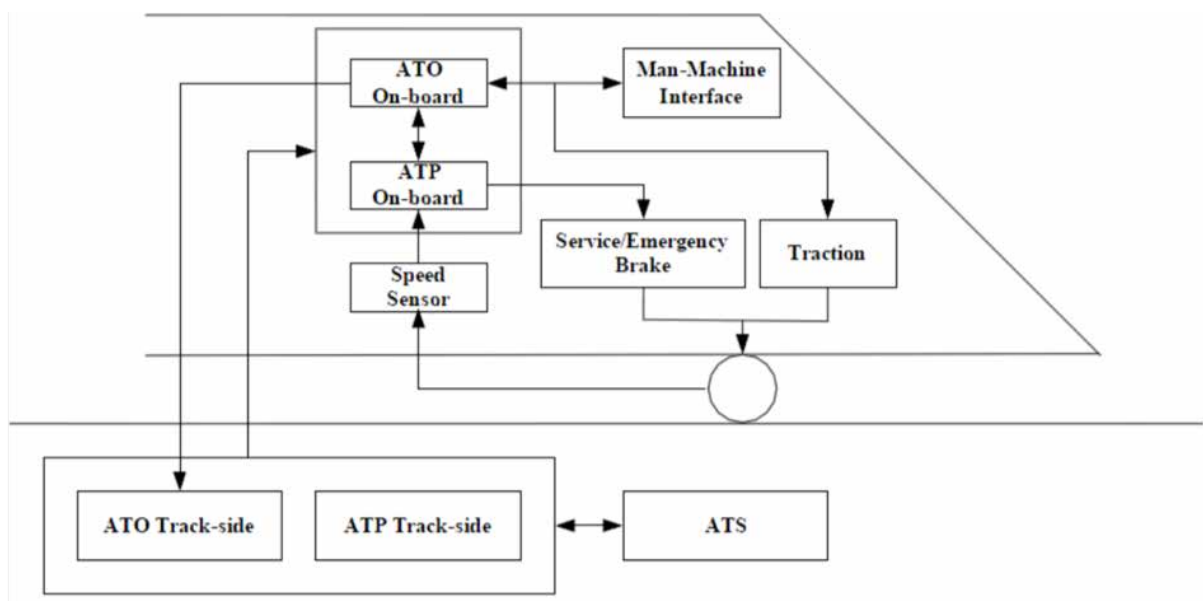 ATO
On-board
Man-Machine
Interface
ATP
On-board
Service/Emergency
Brake
Traction
Speed
Sensor
ATO Track-side
ATP Track-side
ATS